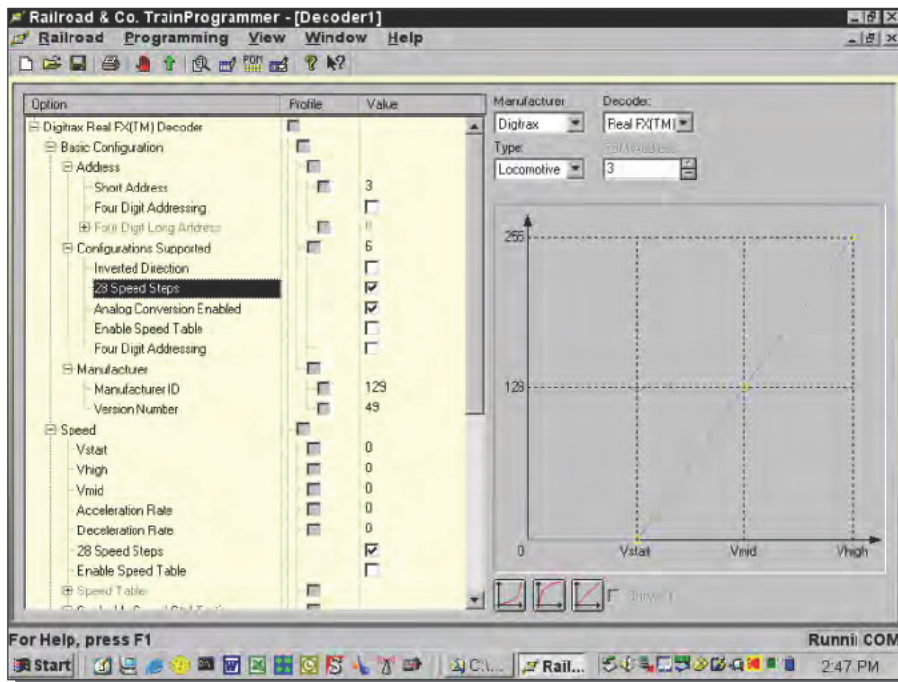 Railroad & Co. TrainProgrammer - [Decoder1]
Railroad Programming View Window Help
POM
Option Profile Value
Digitrax Real FX(TM) Decoder
Basic Configuration
Address
Short Address 3
Four Digit Addressing
Four Digit Long Address 0
Configurations Supported 6
Inverted Direction
28 Speed Steps
Analog Conversion Enabled
Enable Speed Table
Four Digit Addressing
Manufacturer
Manufacturer ID 129
Version Number 49
Speed
Vstart 0
Vhigh 0
Vmid 0
Acceleration Rate 0
Deceleration Rate 0
28 Speed Steps
Enable Speed Table
Speed Table
Manufacturer Decoder:
Digitrax Real FX(TM)
Type:
Locomotive 3
255
128
0 Vstart Vmid Vhigh
For Help, press F1 Runnii COM
Start C:\... Rail... 2:47 PM